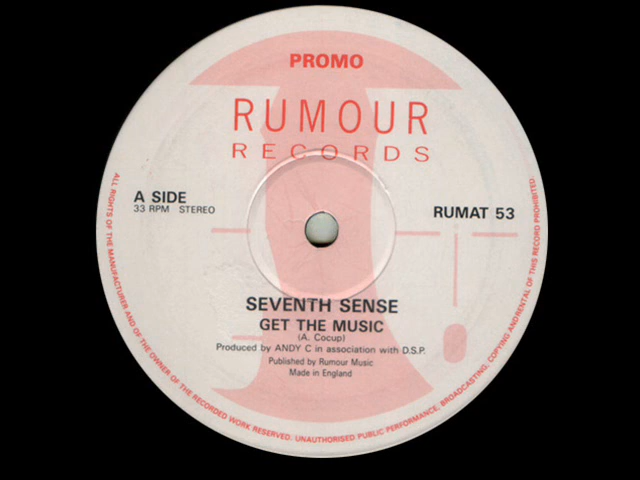 PROMO
RUMOUR
RECORDS
A SIDE
33 RPM STEREO
RUMAT 53
SEVENTH SENSE
GET THE MUSIC
(A. Cocup)
Produced by ANDY C in association with D.S.P.
Published by Rumour Music
Made in England
ALL RIGHTS OF THE MANUFACTURER AND OF THE OWNER OF THE RECORDED WORK RESERVED. UNAUTHORISED PUBLIC PERFORMANCE, BROADCASTING, COPYING AND RENTAL OF THIS RECORD PROHIBITED.